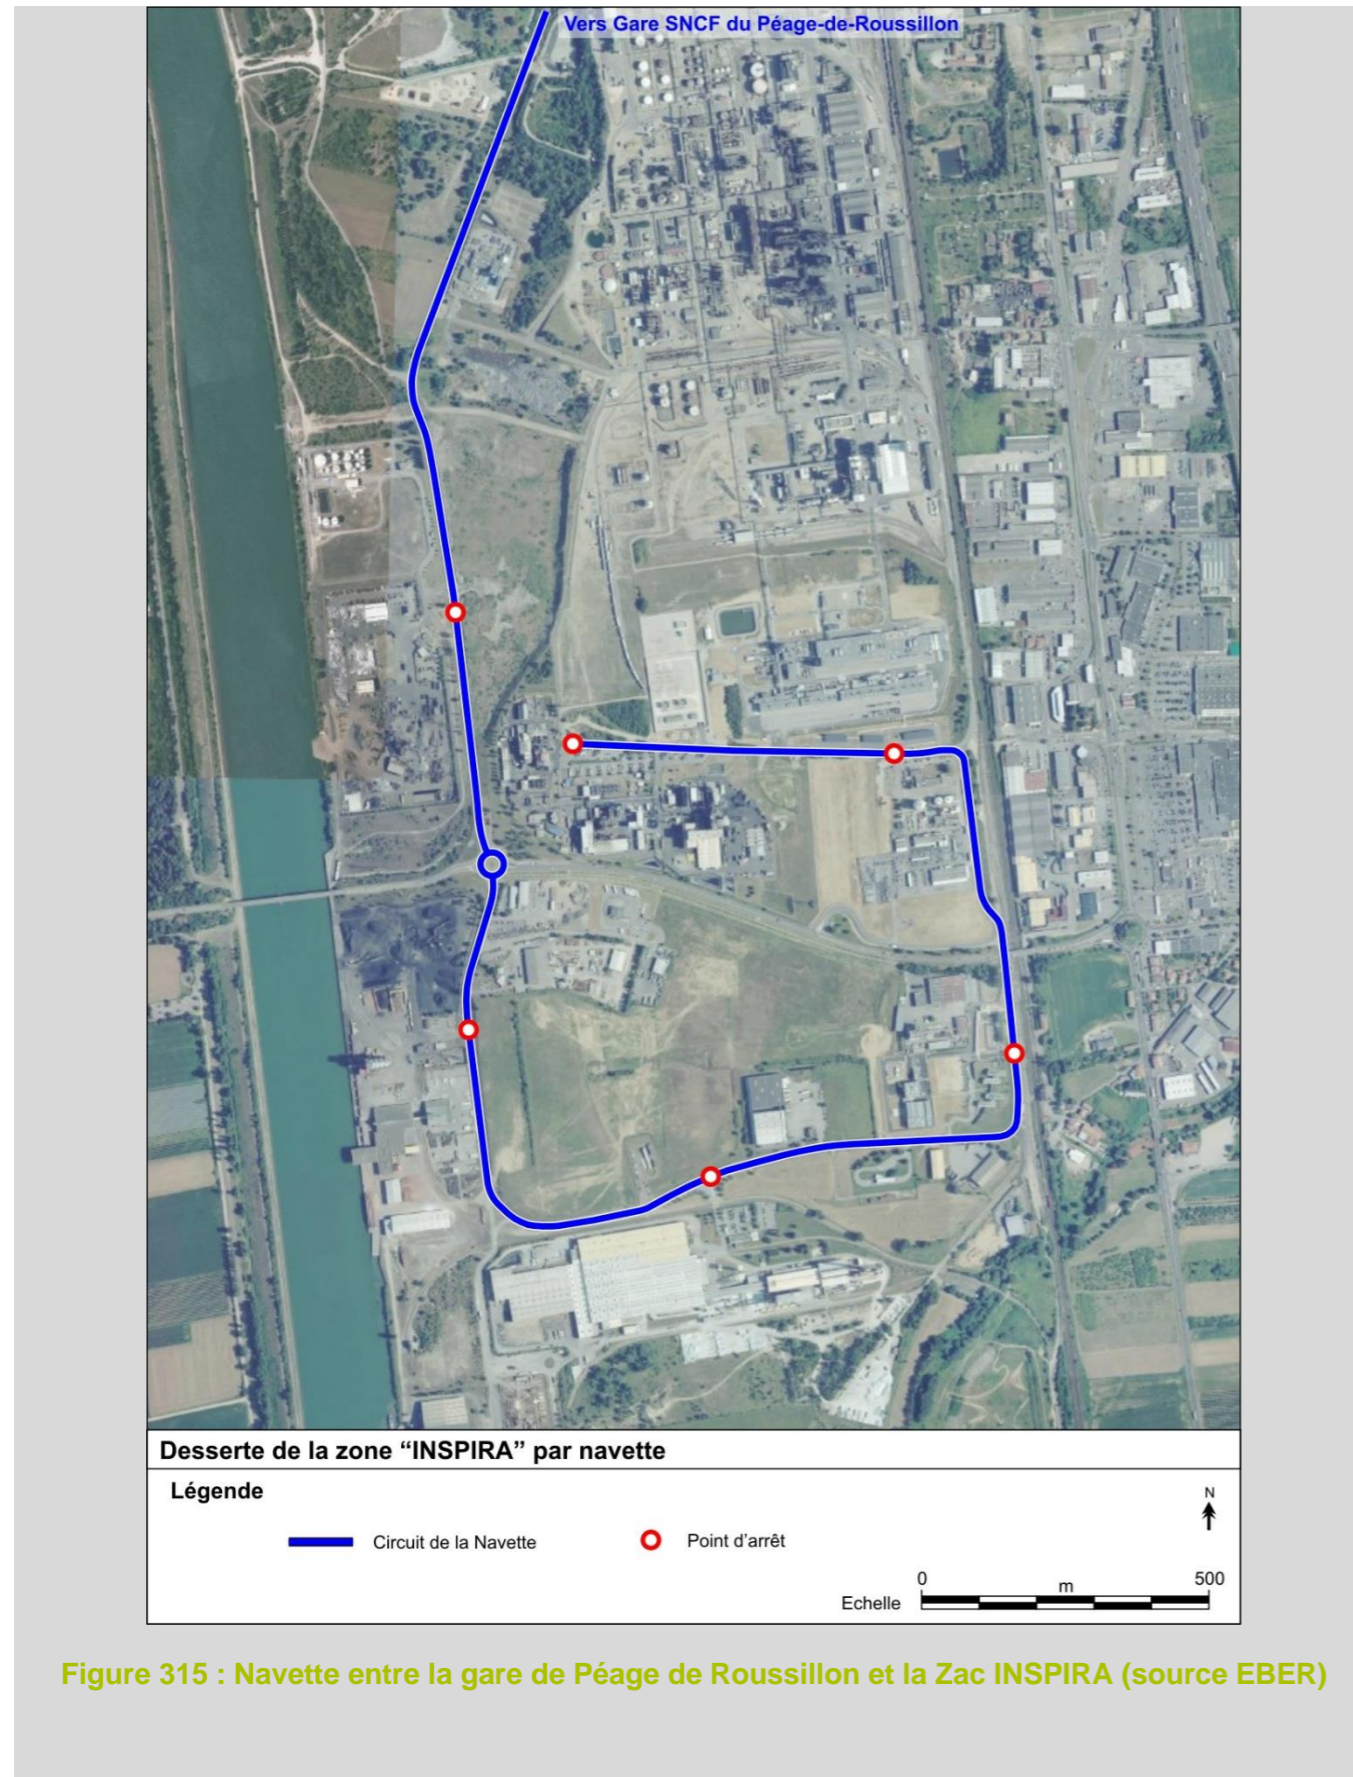 Vers Gare SNCF du Péage-de-Roussillon
Desserte de la zone “INSPIRA” par navette
Légende
N
Circuit de la Navette
Point d’arrêt
0
500
m
Echelle
Figure 315 : Navette entre la gare de Péage de Roussillon et la Zac INSPIRA (source EBER)